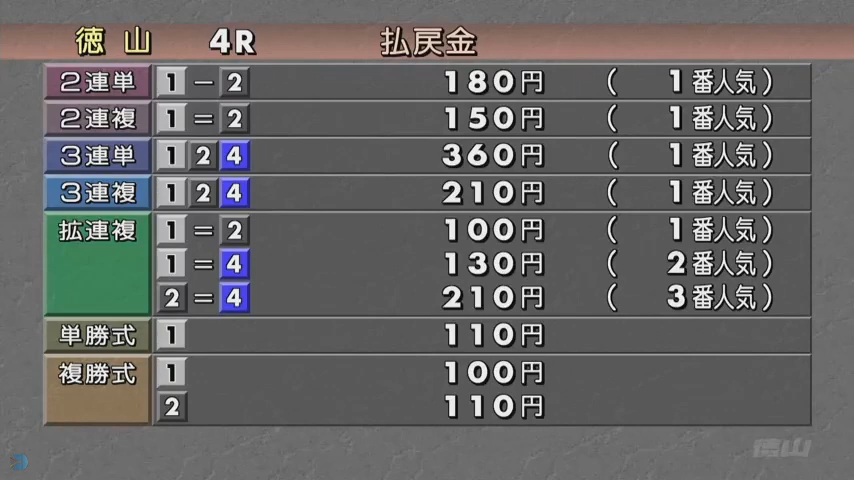 徳山 4R 払戻金
2連単 1-2 180円 (1番人気)
2連複 1=2 150円 (1番人気)
3連単 1 2 4 360円 (1番人気)
3連複 1 2 4 210円 (1番人気)
拡連複 1=2 100円 (1番人気)
1=4 130円 (2番人気)
2=4 210円 (3番人気)
単勝式 1 110円
複勝式 1 100円
2 110円
徳山